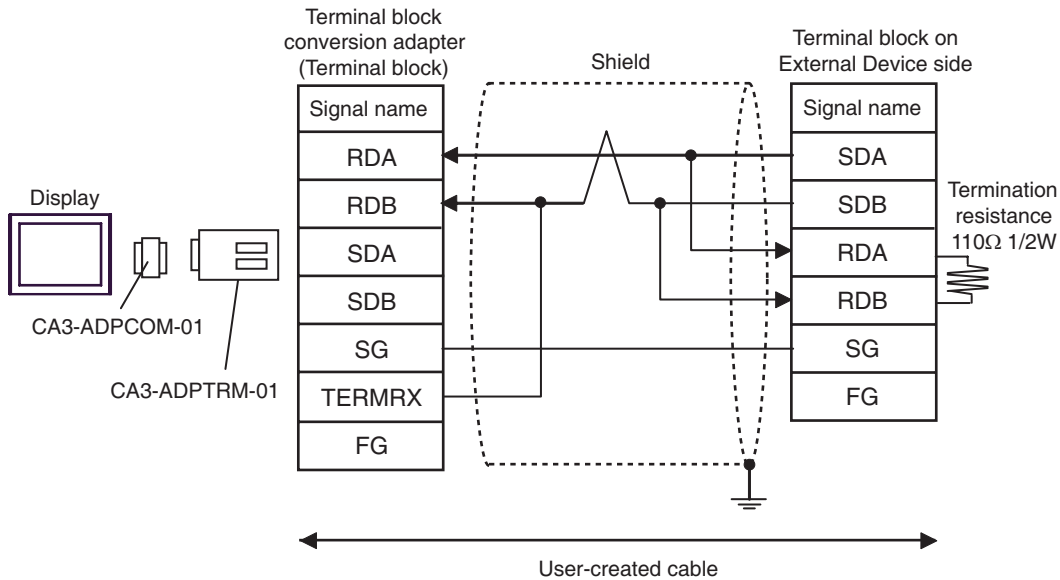 Terminal block
conversion adapter
(Terminal block)
Shield
Terminal block on
External Device side
Signal name
RDA
RDB
SDA
SDB
SG
TERMRX
FG
Signal name
SDA
SDB
RDA
RDB
SG
FG
Display
CA3-ADPCOM-01
CA3-ADPTRM-01
Termination
resistance
110Ω 1/2W
User-created cable